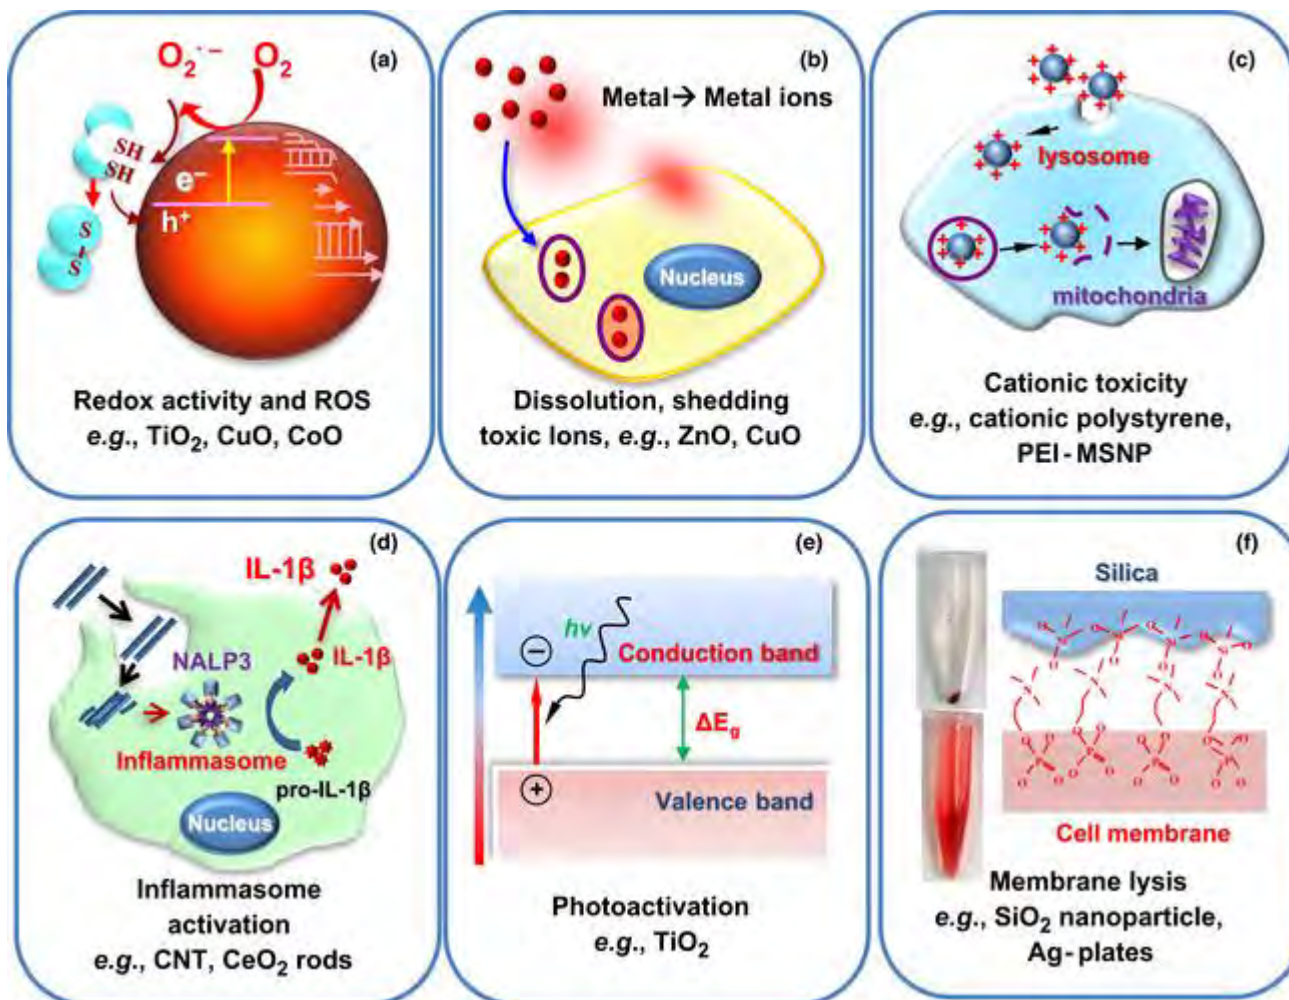 (a)
O₂˙⁻ O₂
SH
SH
e⁻
h⁺
S
S
Redox activity and ROS
e.g., TiO₂, CuO, CoO
(b)
Metal→ Metal ions
Nucleus
Dissolution, shedding
toxic Ions, e.g., ZnO, CuO
(c)
lysosome
mitochondria
Cationic toxicity
e.g., cationic polystyrene,
PEI-MSNP
(d)
IL-1β
IL-1β
NALP3
Inflammasome
pro-IL-1β
Nucleus
Inflammasome
activation
e.g., CNT, CeO₂ rods
(e)
hν
Conduction band
ΔE₉
Valence band
Photoactivation
e.g., TiO₂
(f)
Silica
Cell membrane
Membrane lysis
e.g., SiO₂ nanoparticle,
Ag-plates